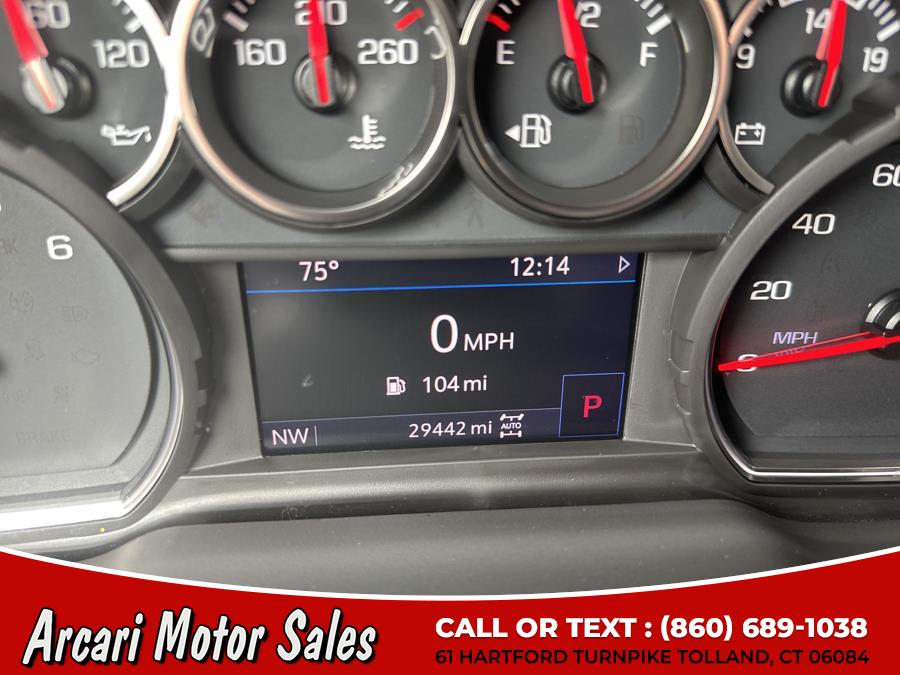 120
160 210 260
E 1/2 F
9 14 19
6
60
40
20
0
MPH
75° 12:14
0 MPH
104 mi
P
NW 29442 mi AUTO
BRAKE
Arcari Motor Sales
CALL OR TEXT : (860) 689-1038
61 HARTFORD TURNPIKE TOLLAND, CT 06084